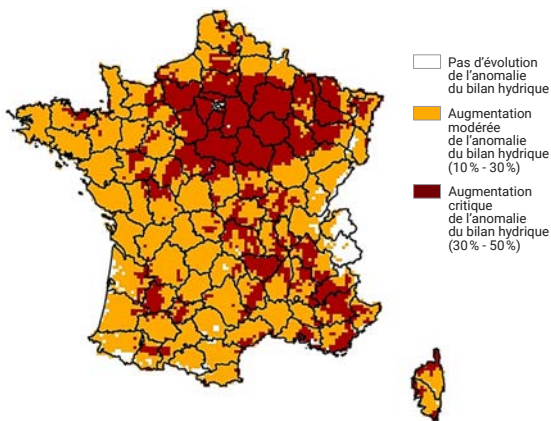 Pas d'évolution
de l'anomalie
du bilan hydrique
Augmentation
modérée
de l'anomalie
du bilan hydrique
(10 % - 30 %)
Augmentation
critique
de l'anomalie
du bilan hydrique
(30 % - 50 %)